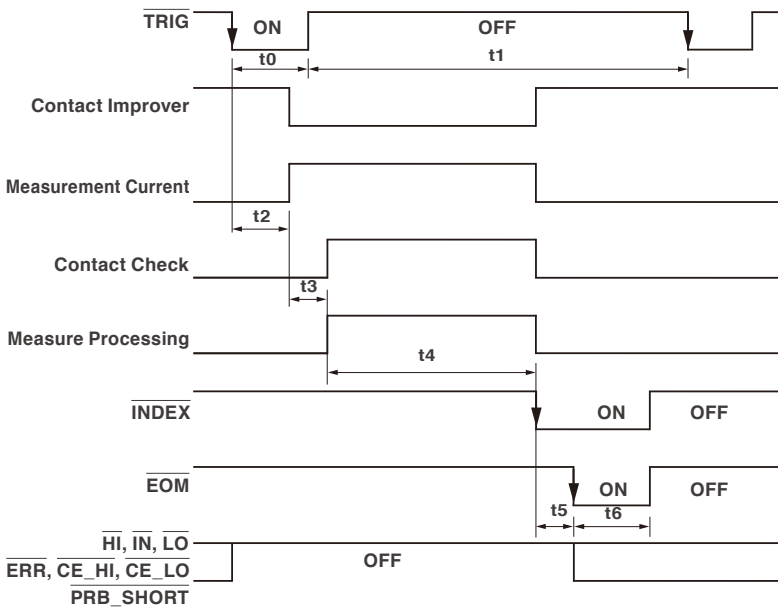 TRIG
ON
OFF
t0
t1
Contact Improver
Measurement Current
t2
Contact Check
t3
Measure Processing
t4
INDEX
ON
OFF
EOM
ON
OFF
t5
t6
HI, IN, LO
ERR, CE_HI, CE_LO
OFF
PRB_SHORT